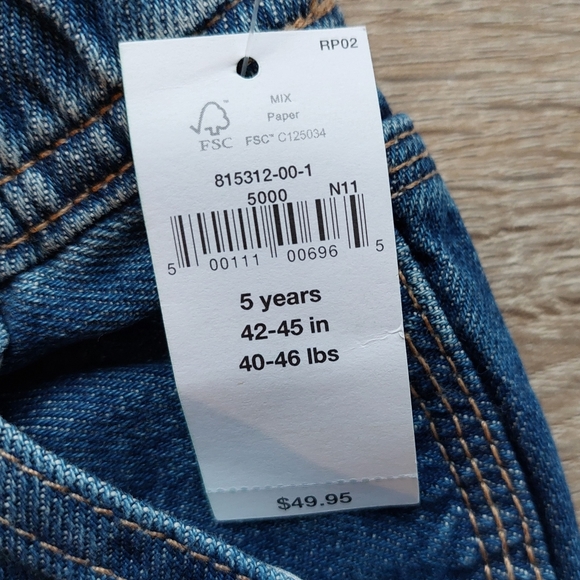 RP02
MIX
Paper
FSC™ C125034
FSC
815312-00-1
5000 N11
5 00111 00696 5
5 years
42-45 in
40-46 lbs
$49.95